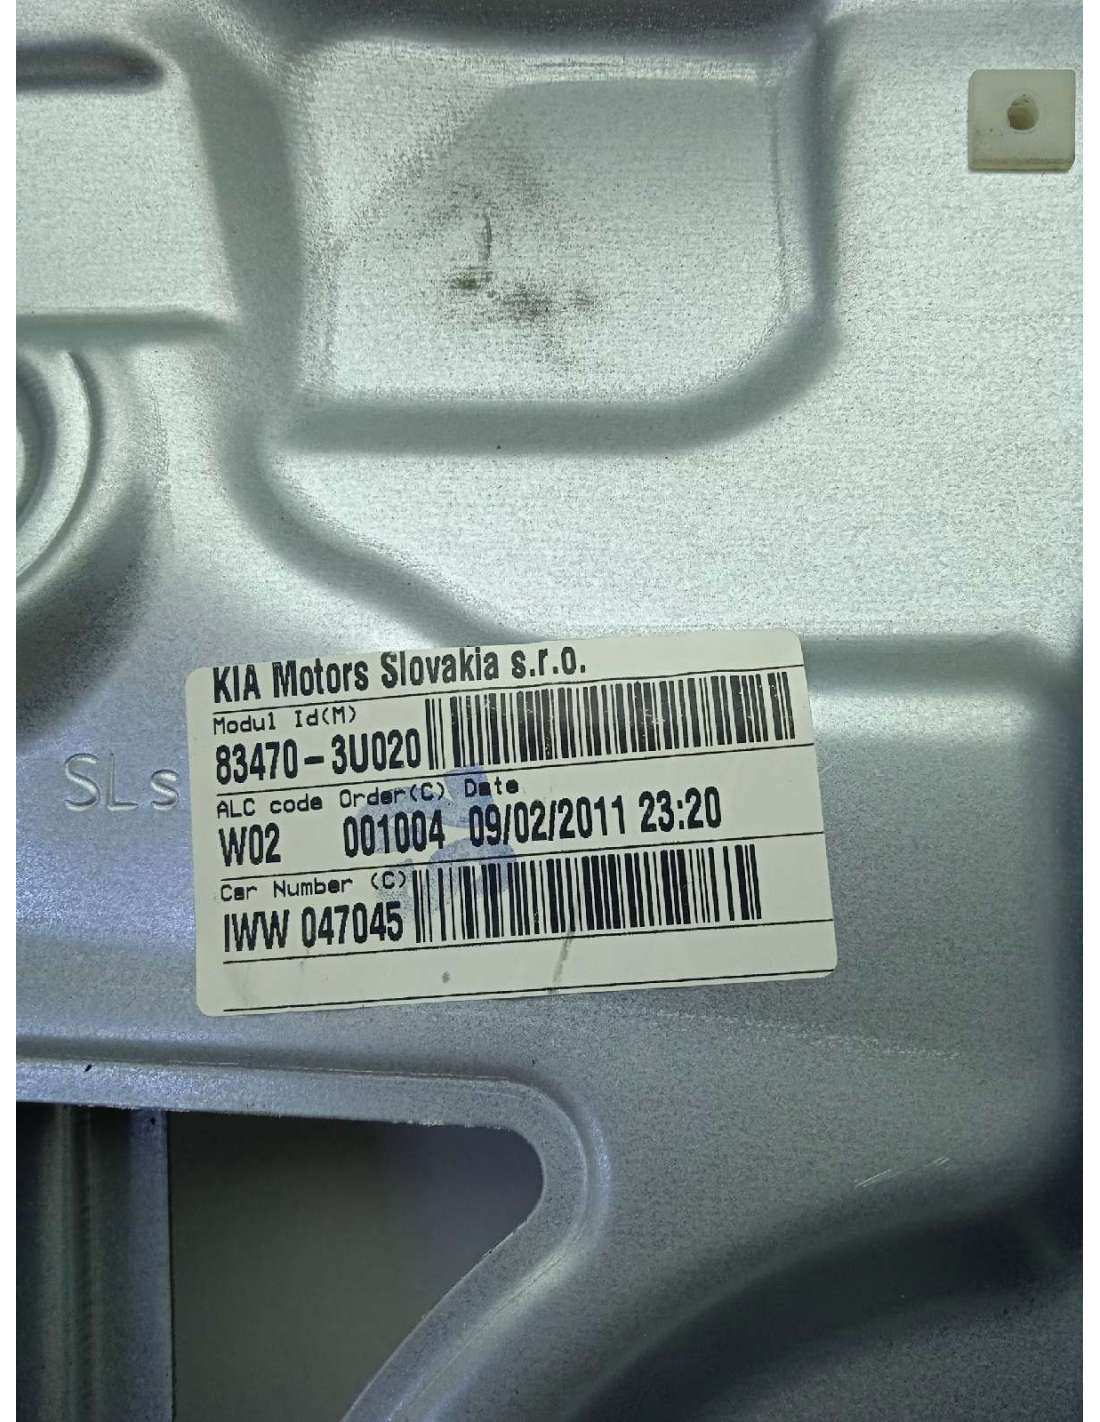 KIA Motors Slovakia s.r.o.
Modul Id(M)
83470-3U020
ALC code Order(C) Date
W02 001004 09/02/2011 23:20
Car Number (C)
IWW 047045
SLs